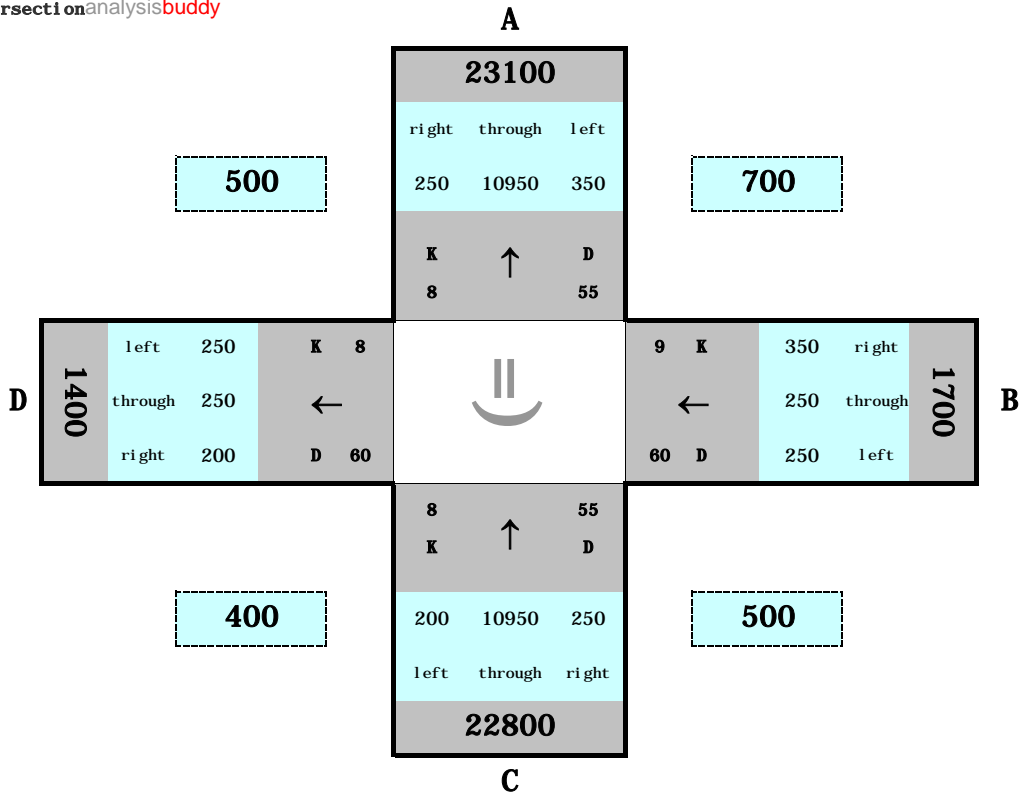 rsectionanalysisbuddy
A
23100
right through left
500
250 10950 350
700
K D
8 55
left 250 K 8
9 K 350 right
D
1400
through 250
250 through
1700
B
right 200 D 60
60 D 250 left
8 55
K D
400
200 10950 250
500
left through right
22800
C